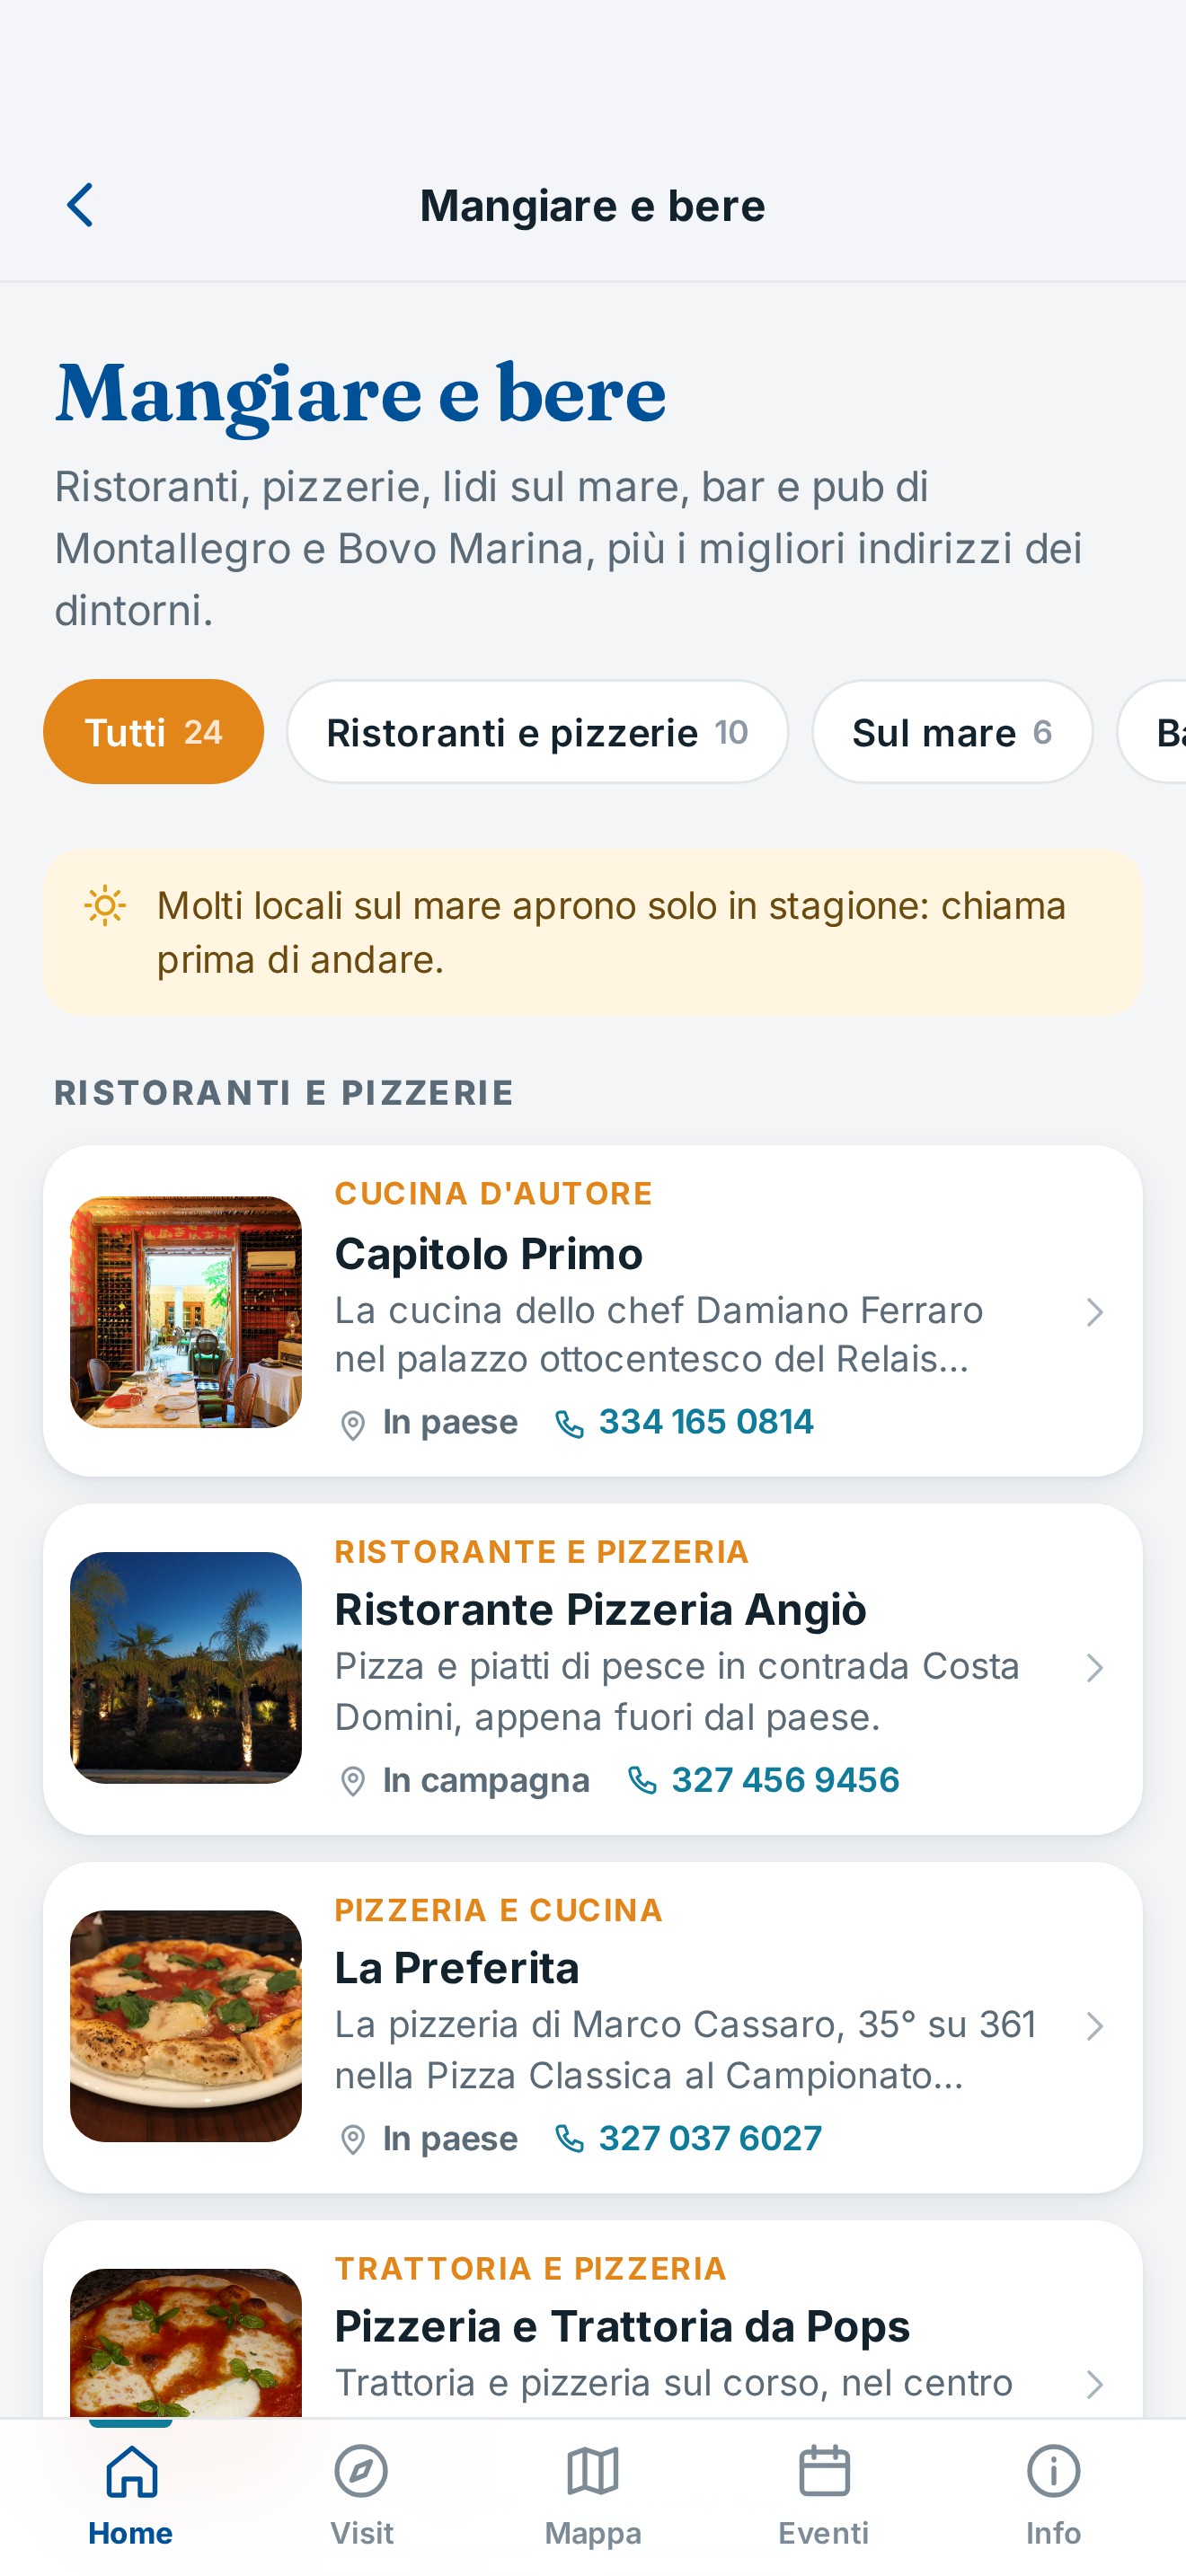 Mangiare e bere
Mangiare e bere
Ristoranti, pizzerie, lidi sul mare, bar e pub di
Montallegro e Bovo Marina, più i migliori indirizzi dei
dintorni.
Tutti 24
Ristoranti e pizzerie 10
Sul mare 6
Molti locali sul mare aprono solo in stagione: chiama
prima di andare.
RISTORANTI E PIZZERIE
CUCINA D'AUTORE
Capitolo Primo
La cucina dello chef Damiano Ferraro
nel palazzo ottocentesco del Relais...
In paese 334 165 0814
RISTORANTE E PIZZERIA
Ristorante Pizzeria Angiò
Pizza e piatti di pesce in contrada Costa
Domini, appena fuori dal paese.
In campagna 327 456 9456
PIZZERIA E CUCINA
La Preferita
La pizzeria di Marco Cassaro, 35° su 361
nella Pizza Classica al Campionato...
In paese 327 037 6027
TRATTORIA E PIZZERIA
Pizzeria e Trattoria da Pops
Trattoria e pizzeria sul corso, nel centro
Home
Visit
Mappa
Eventi
Info